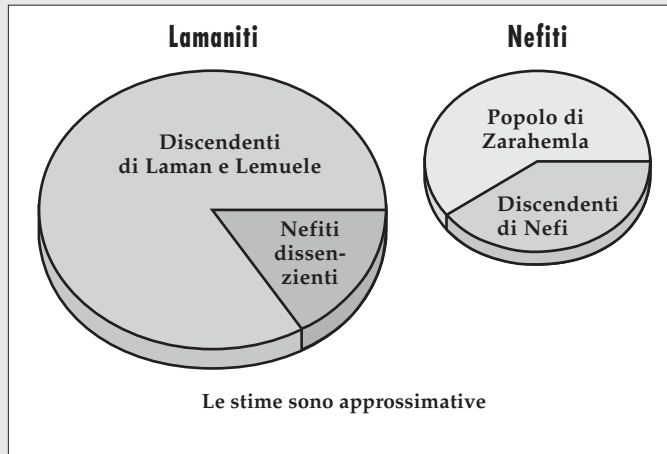 Lamaniti
Discendenti
di Laman e Lemuele
Nefiti
dissen-
zienti
Nefiti
Popolo di
Zarahemla
Discendenti
di Nefi
Le stime sono approssimative